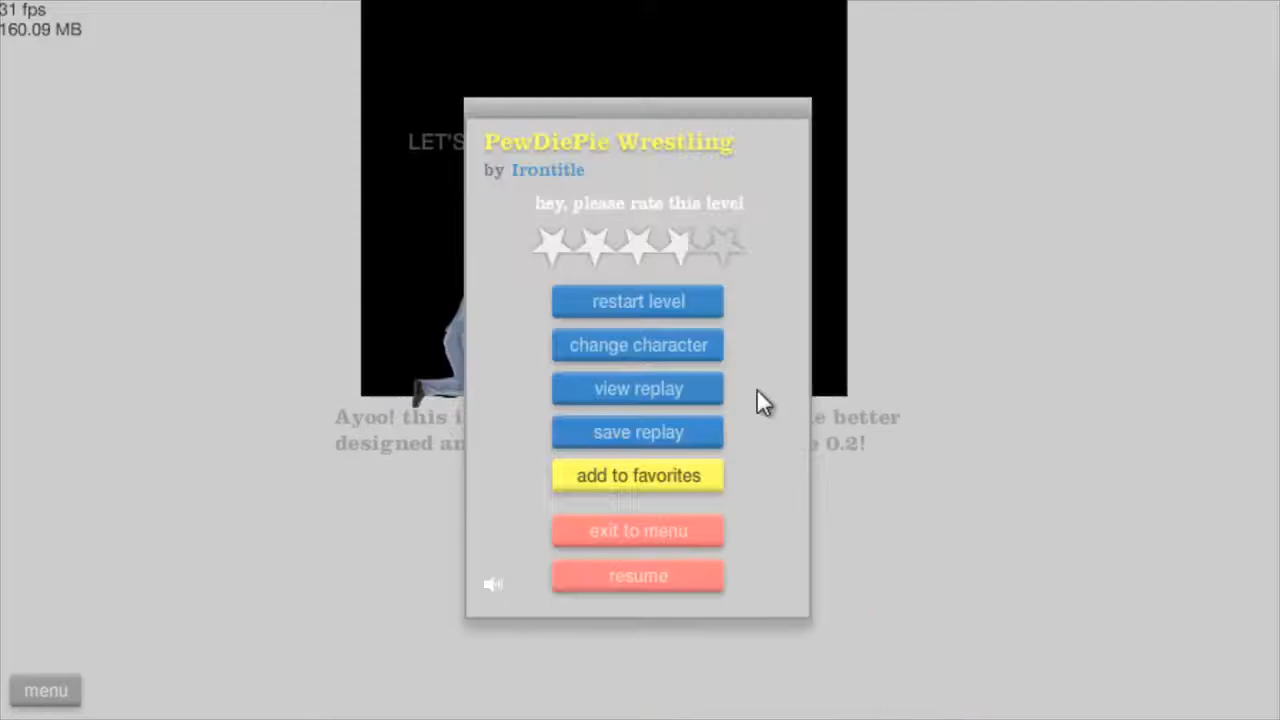 31 fps
160.09 MB
LET'S
PewDiePie Wrestling
by Irontitle
hey, please rate this level
restart level
change character
view replay
save replay
add to favorites
exit to menu
resume
Ayoo! this i e better
designed an e 0.2!
menu